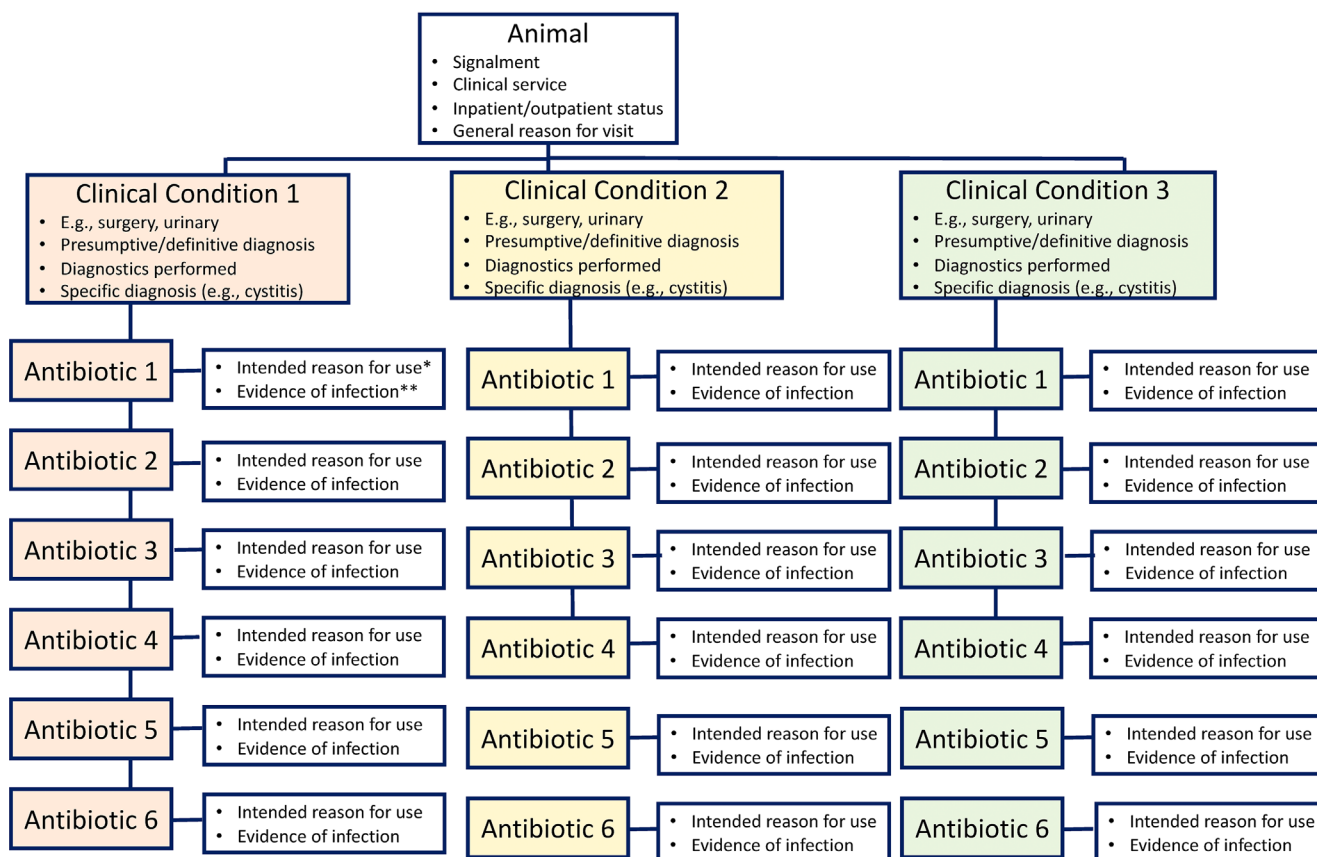 Animal
• Signalment
• Clinical service
• Inpatient/outpatient status
• General reason for visit
Clinical Condition 1
• E.g., surgery, urinary
• Presumptive/definitive diagnosis
• Diagnostics performed
• Specific diagnosis (e.g., cystitis)
Antibiotic 1
• Intended reason for use*
• Evidence of infection**
Antibiotic 2
• Intended reason for use
• Evidence of infection
Antibiotic 3
• Intended reason for use
• Evidence of infection
Antibiotic 4
• Intended reason for use
• Evidence of infection
Antibiotic 5
• Intended reason for use
• Evidence of infection
Antibiotic 6
• Intended reason for use
• Evidence of infection
Clinical Condition 2
• E.g., surgery, urinary
• Presumptive/definitive diagnosis
• Diagnostics performed
• Specific diagnosis (e.g., cystitis)
Antibiotic 1
• Intended reason for use
• Evidence of infection
Antibiotic 2
• Intended reason for use
• Evidence of infection
Antibiotic 3
• Intended reason for use
• Evidence of infection
Antibiotic 4
• Intended reason for use
• Evidence of infection
Antibiotic 5
• Intended reason for use
• Evidence of infection
Antibiotic 6
• Intended reason for use
• Evidence of infection
Clinical Condition 3
• E.g., surgery, urinary
• Presumptive/definitive diagnosis
• Diagnostics performed
• Specific diagnosis (e.g., cystitis)
Antibiotic 1
• Intended reason for use
• Evidence of infection
Antibiotic 2
• Intended reason for use
• Evidence of infection
Antibiotic 3
• Intended reason for use
• Evidence of infection
Antibiotic 4
• Intended reason for use
• Evidence of infection
Antibiotic 5
• Intended reason for use
• Evidence of infection
Antibiotic 6
• Intended reason for use
• Evidence of infection